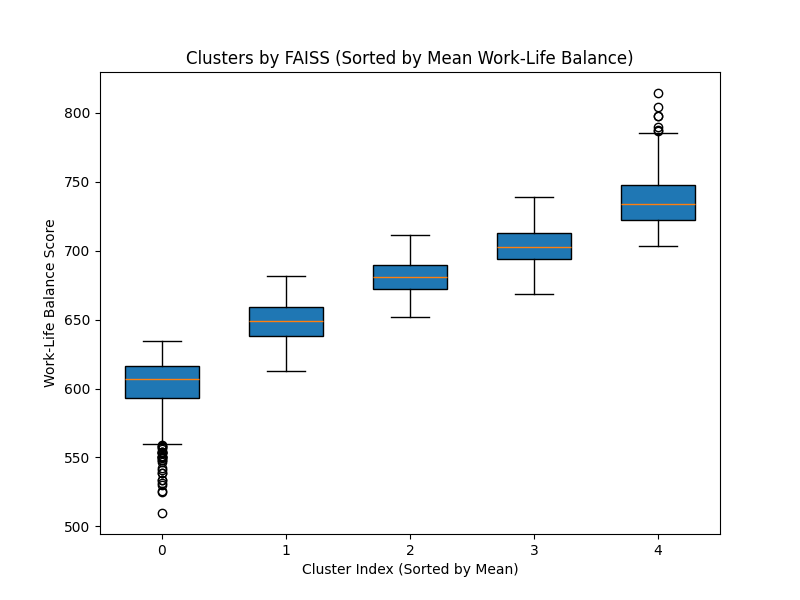 Clusters by FAISS (Sorted by Mean Work-Life Balance)
Work-Life Balance Score
800
750
700
650
600
550
500
0 1 2 3 4
Cluster Index (Sorted by Mean)